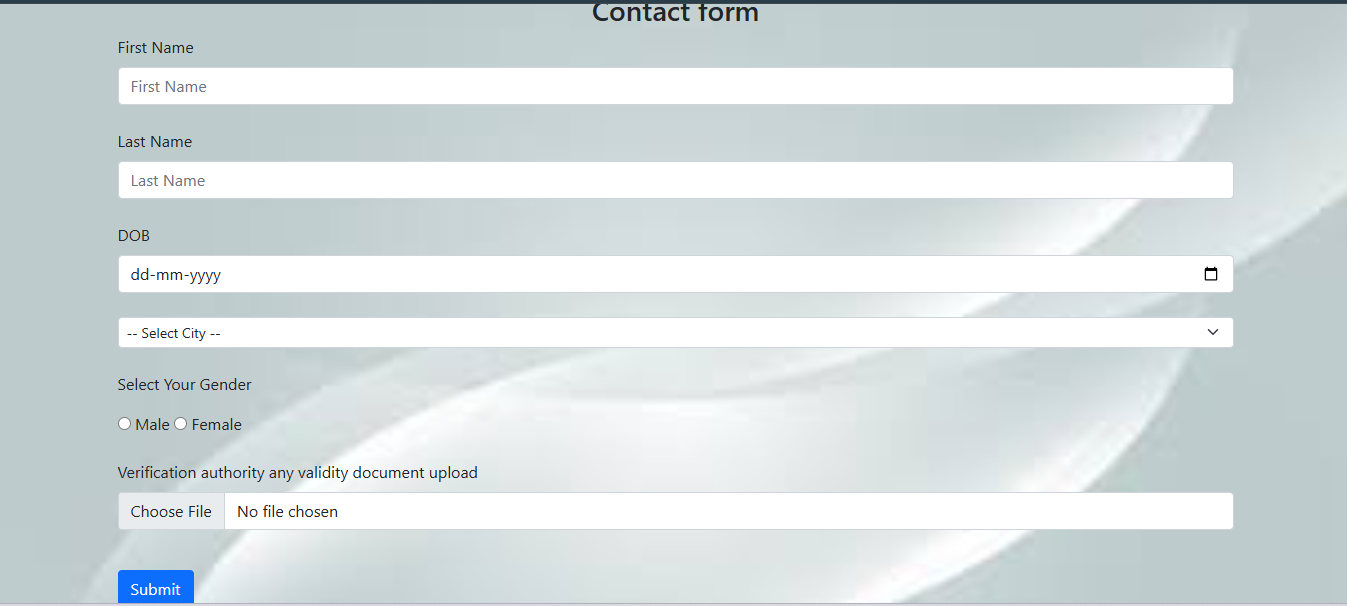 Contact form
First Name
First Name
Last Name
Last Name
DOB
dd-mm-yyyy
-- Select City --
Select Your Gender
Male Female
Verification authority any validity document upload
Choose File No file chosen
Submit